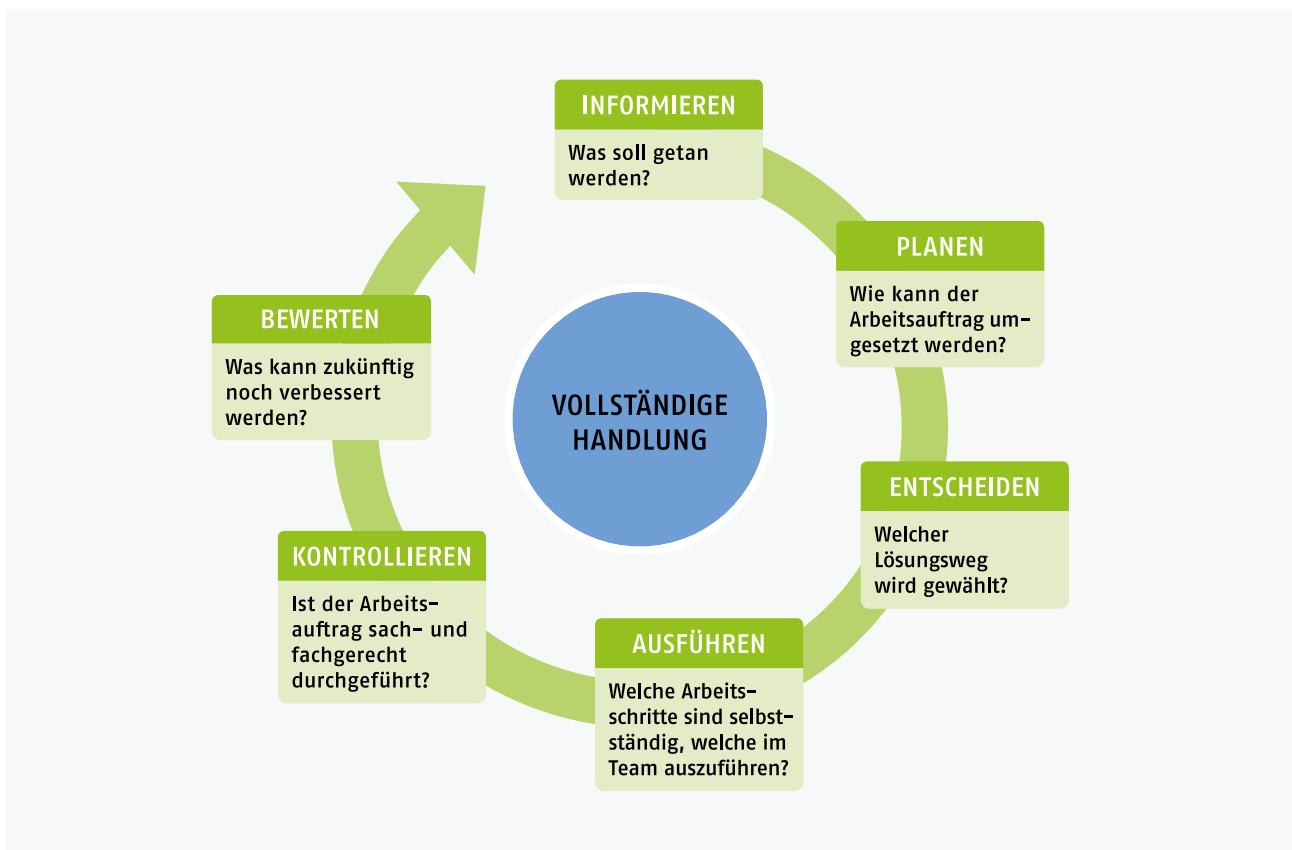 INFORMIEREN
Was soll getan
werden?
PLANEN
Wie kann der
Arbeitsauftrag um-
gesetzt werden?
ENTSCHEIDEN
Welcher
Lösungsweg
wird gewählt?
AUSFÜHREN
Welche Arbeits-
schritte sind selbst-
ständig, welche im
Team auszuführen?
KONTROLLIEREN
Ist der Arbeits-
auftrag sach- und
fachgerecht
durchgeführt?
BEWERTEN
Was kann zukünftig
noch verbessert
werden?
VOLLSTÄNDIGE
HANDLUNG